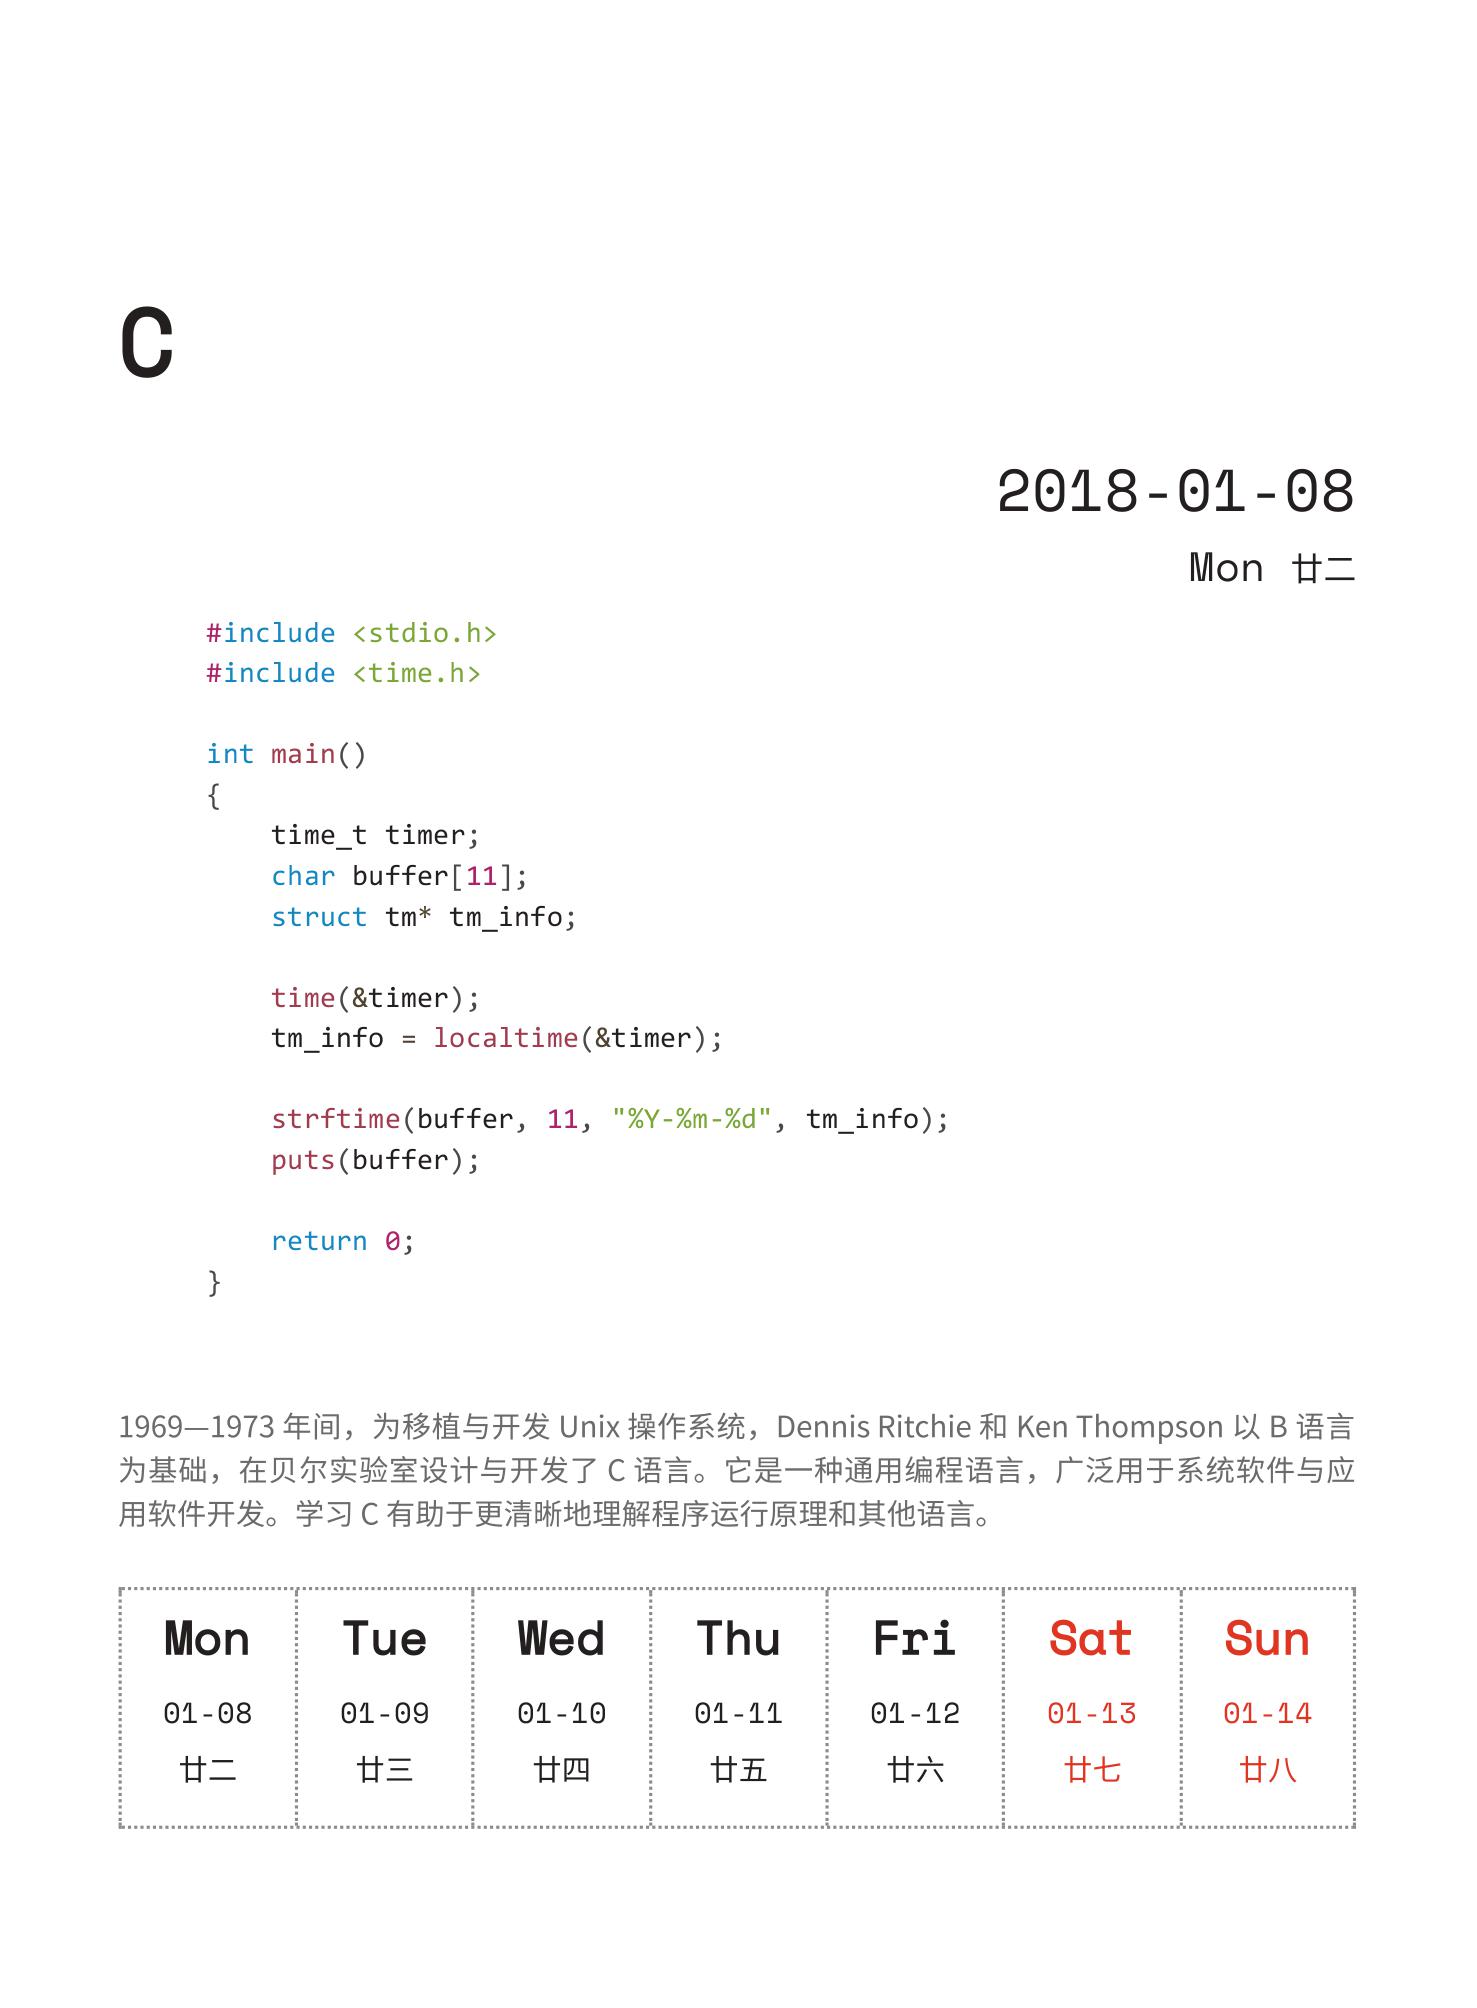 C
2018-01-08
Mon 廿二
#include <stdio.h>
#include <time.h>
int main()
{
    time_t timer;
    char buffer[11];
    struct tm* tm_info;
    time(&timer);
    tm_info = localtime(&timer);
    strftime(buffer, 11, "%Y-%m-%d", tm_info);
    puts(buffer);
    return 0;
}
1969—1973 年间，为移植与开发 Unix 操作系统，Dennis Ritchie 和 Ken Thompson 以 B 语言
为基础，在贝尔实验室设计与开发了 C 语言。它是一种通用编程语言，广泛用于系统软件与应
用软件开发。学习 C 有助于更清晰地理解程序运行原理和其他语言。
Mon Tue Wed Thu Fri Sat Sun
01-08 01-09 01-10 01-11 01-12 01-13 01-14
廿二 廿三 廿四 廿五 廿六 廿七 廿八